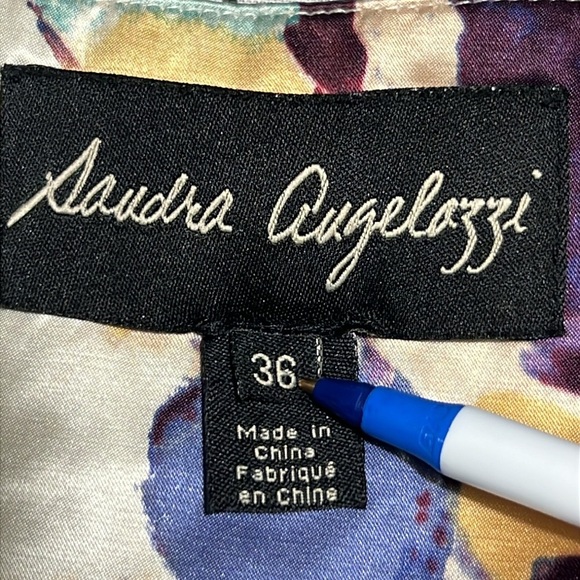 Sandra Angelozzi
36
Made in
China
Fabriqué
en Chine